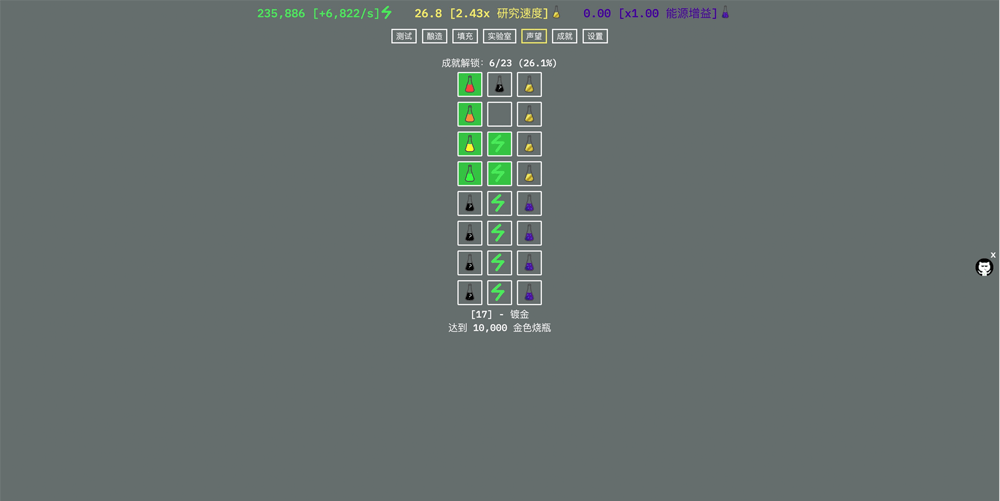 235,886 [+6,822/s] 26.8 [2.43x 研究速度] 0.00 [x1.00 能源增益]
测试 酿造 填充 实验室 声望 成就 设置
成就解锁: 6/23 (26.1%)
x
[17] - 镀金
达到 10,000 金色烧瓶